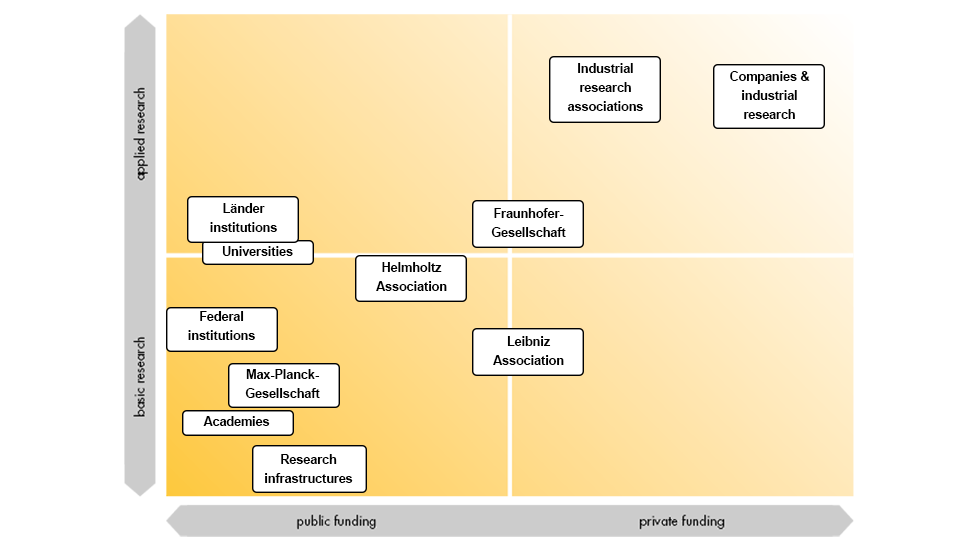 applied research
basic research
Industrial
research
associations
Companies &
industrial
research
Länder
institutions
Universities
Fraunhofer-
Gesellschaft
Helmholtz
Association
Federal
institutions
Leibniz
Association
Max-Planck-
Gesellschaft
Academies
Research
infrastructures
public funding
private funding